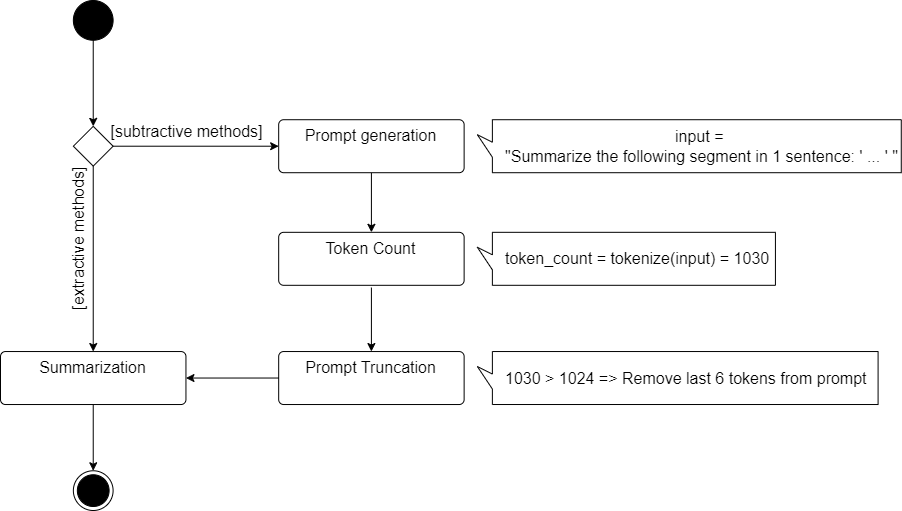 [subtractive methods]
Prompt generation
input =
"Summarize the following segment in 1 sentence: ' ... ' "
[extractive methods]
Token Count
token_count = tokenize(input) = 1030
Summarization
Prompt Truncation
1030 > 1024 => Remove last 6 tokens from prompt